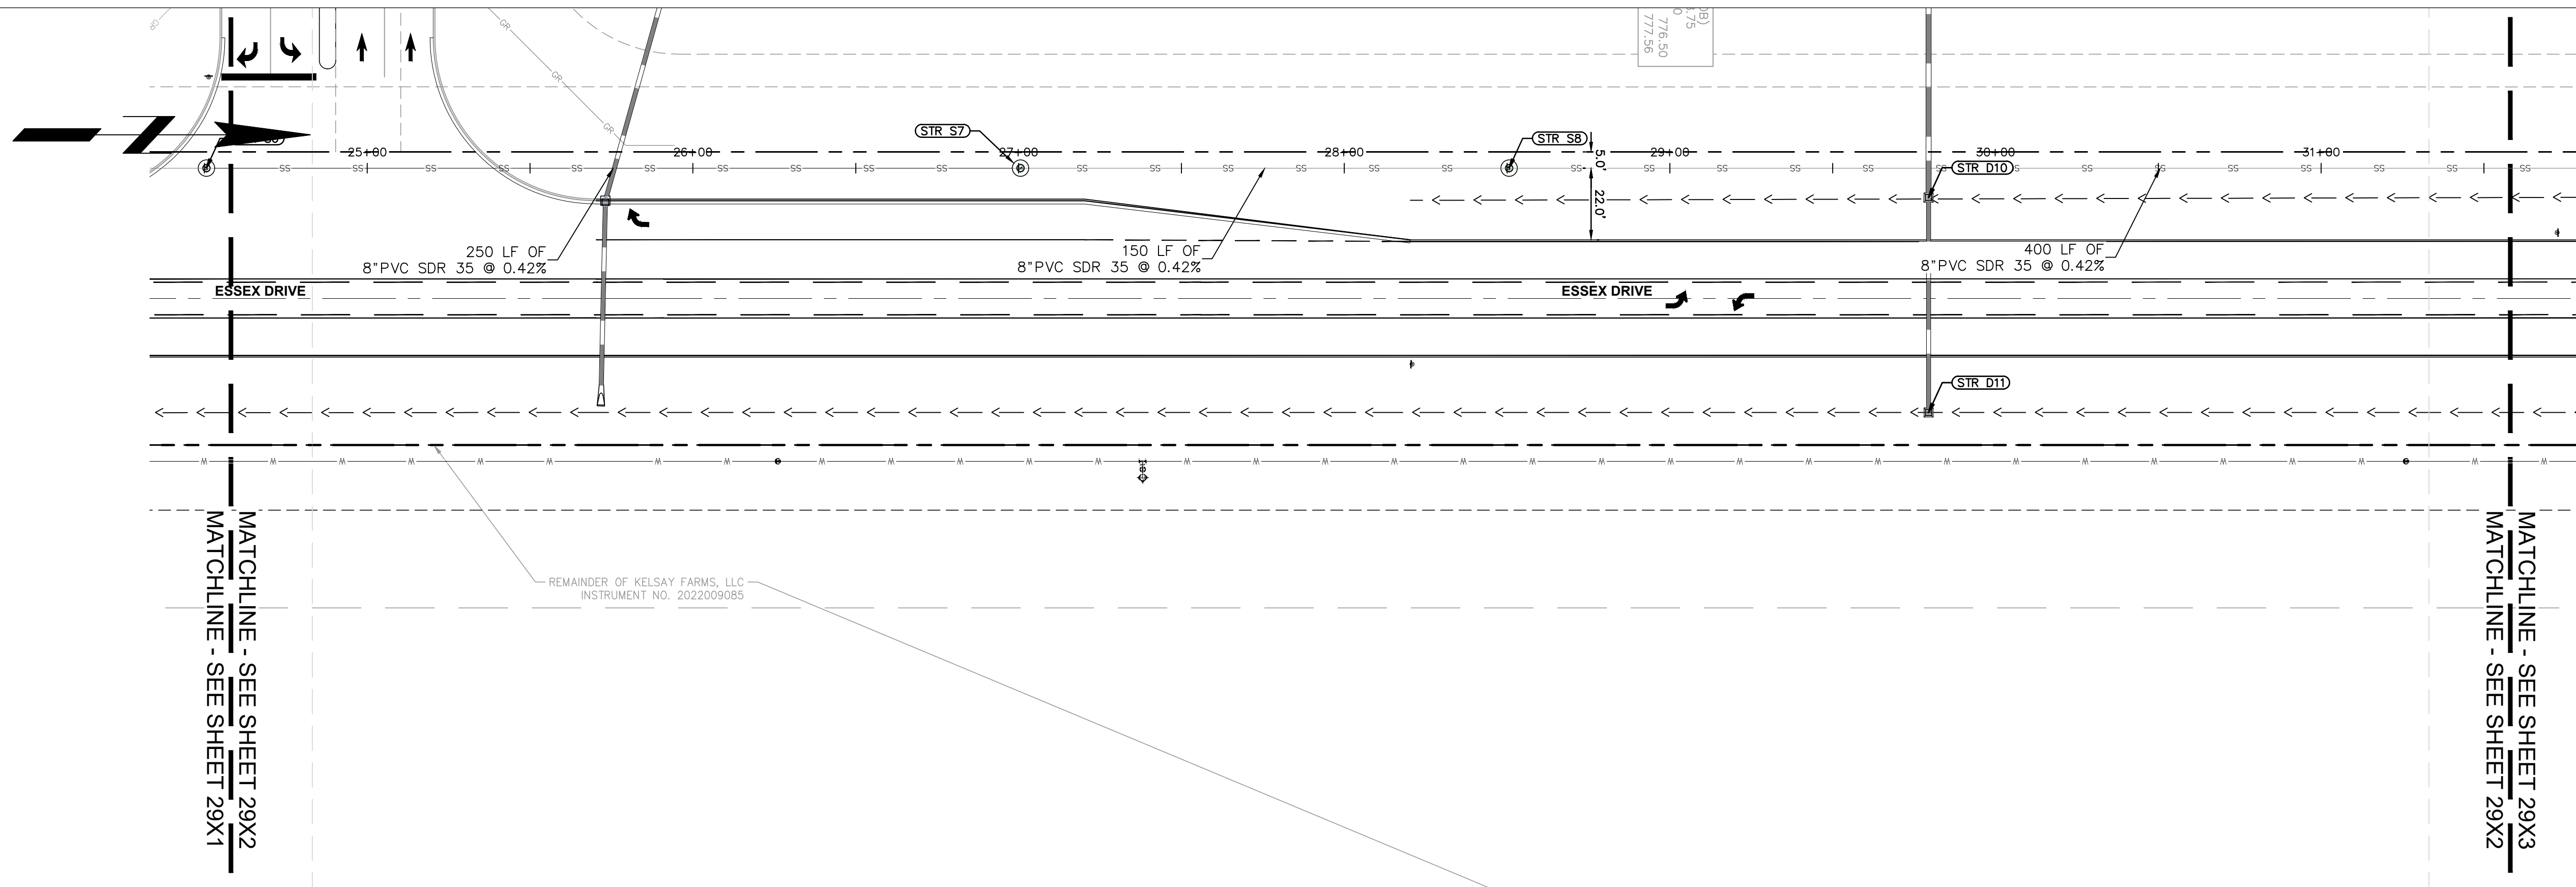 GR
GR
GR
GR
776.50
777.56
25+00
26+00
27+00
28+00
29+00
30+00
31+00
STR S7
STR S8
STR D10
STR D11
5.0'
22.0'
250 LF OF
8"PVC SDR 35 @ 0.42%
150 LF OF
8"PVC SDR 35 @ 0.42%
400 LF OF
8"PVC SDR 35 @ 0.42%
ESSEX DRIVE
ESSEX DRIVE
REMAINDER OF KELSAY FARMS, LLC
INSTRUMENT NO. 2022009085
MATCHLINE - SEE SHEET 29X2
MATCHLINE - SEE SHEET 29X1
MATCHLINE - SEE SHEET 29X3
MATCHLINE - SEE SHEET 29X2